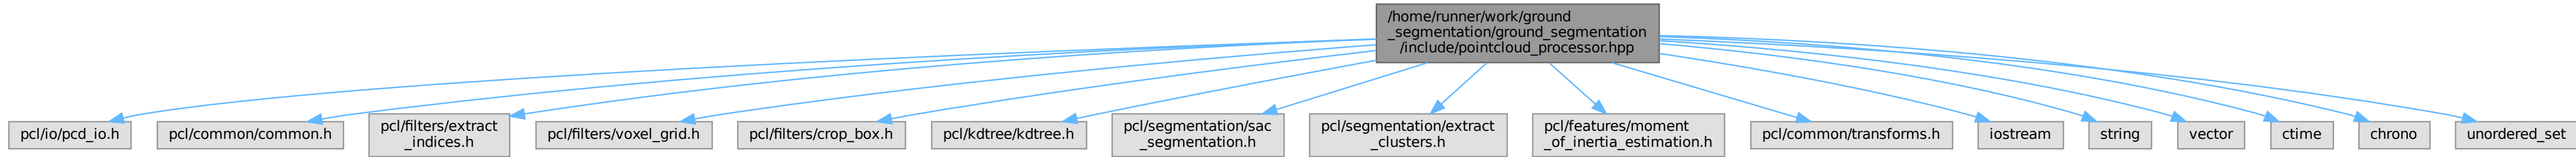 /home/runner/work/ground
_segmentation/ground_segmentation
/include/pointcloud_processor.hpp
pcl/io/pcd_io.h
pcl/common/common.h
pcl/filters/extract
_indices.h
pcl/filters/voxel_grid.h
pcl/filters/crop_box.h
pcl/kdtree/kdtree.h
pcl/segmentation/sac
_segmentation.h
pcl/segmentation/extract
_clusters.h
pcl/features/moment
_of_inertia_estimation.h
pcl/common/transforms.h
iostream
string
vector
ctime
chrono
unordered_set